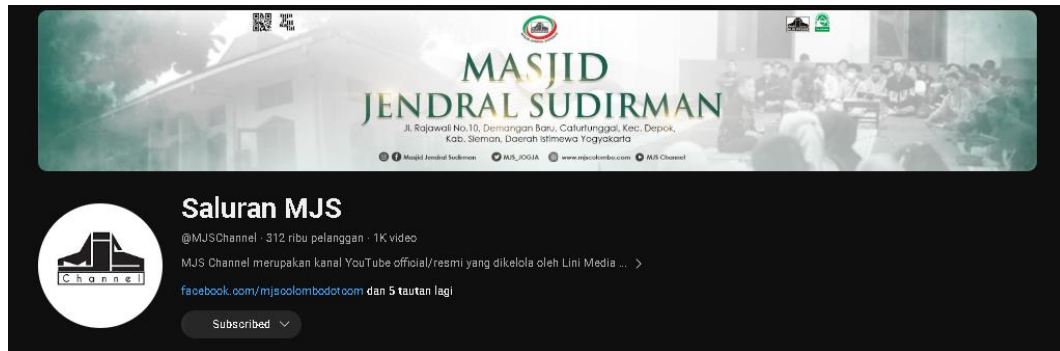 MASJID
JENDRAL SUDIRMAN
Jl. Rajawali No.10, Demangan Baru, Caturtunggal, Kec. Depok,
Kab. Sleman, Daerah Istimewa Yogyakarta
Masjid Jendral Sudirman MJS_JOGJA www.mjscolombo.com MJS Channel
Saluran MJS
@MJSChannel · 312 ribu pelanggan · 1K video
MJS Channel merupakan kanal YouTube official/resmi yang dikelola oleh Lini Media ... >
Channel
facebook.com/mjscolombodotcom dan 5 tautan lagi
Subscribed